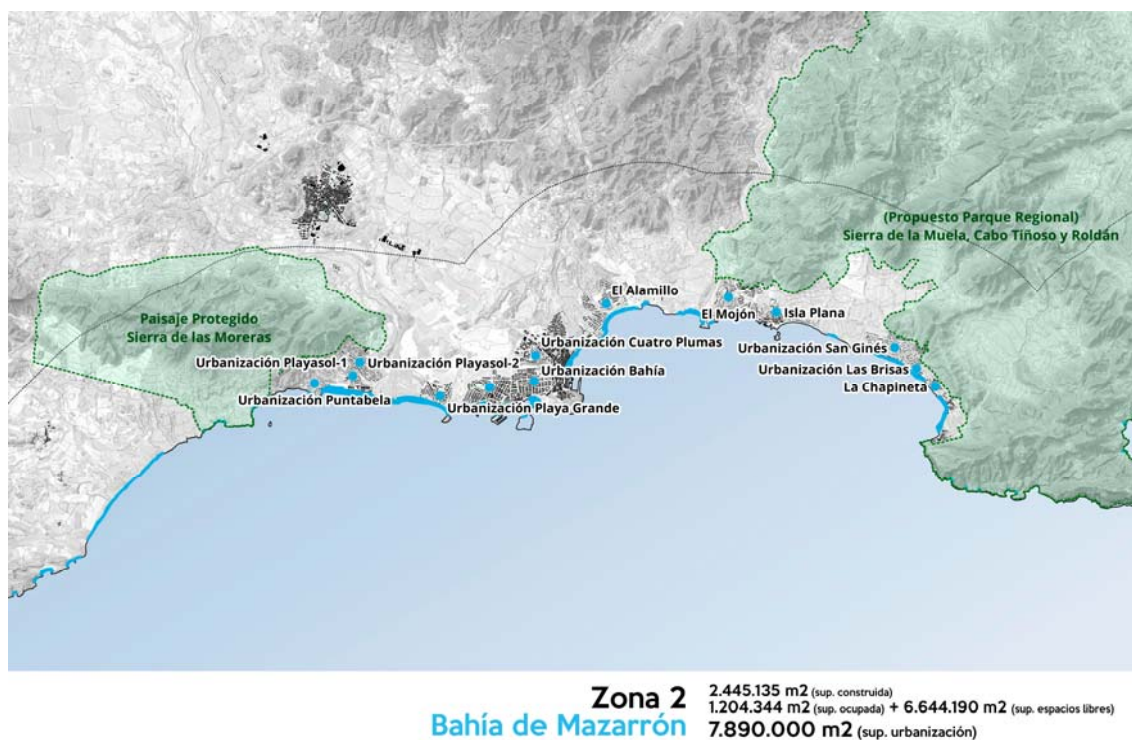 (Propuesto Parque Regional)
Sierra de la Muela, Cabo Tiñoso y Roldán
El Alamillo
El Mojón
Isla Plana
Paisaje Protegido
Sierra de las Moreras
Urbanización Cuatro Plumas
Urbanización San Ginés
Urbanización Playasol-1
Urbanización Playasol-2
Urbanización Bahía
Urbanización Las Brisas
La Chapineta
Urbanización Puntabela
Urbanización Playa Grande
Zona 2
Bahía de Mazarrón
2.445.135 m2 (sup. construida)
1.204.344 m2 (sup. ocupada) + 6.644.190 m2 (sup. espacios libres)
7.890.000 m2 (sup. urbanización)